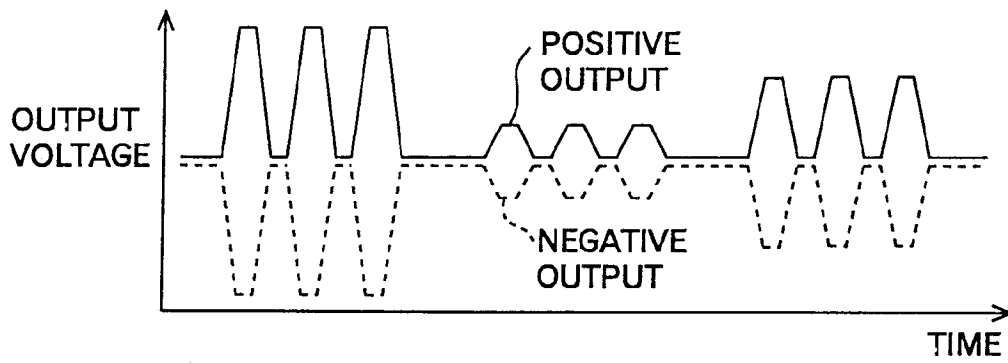 POSITIVE
OUTPUT
OUTPUT
VOLTAGE
NEGATIVE
OUTPUT
TIME